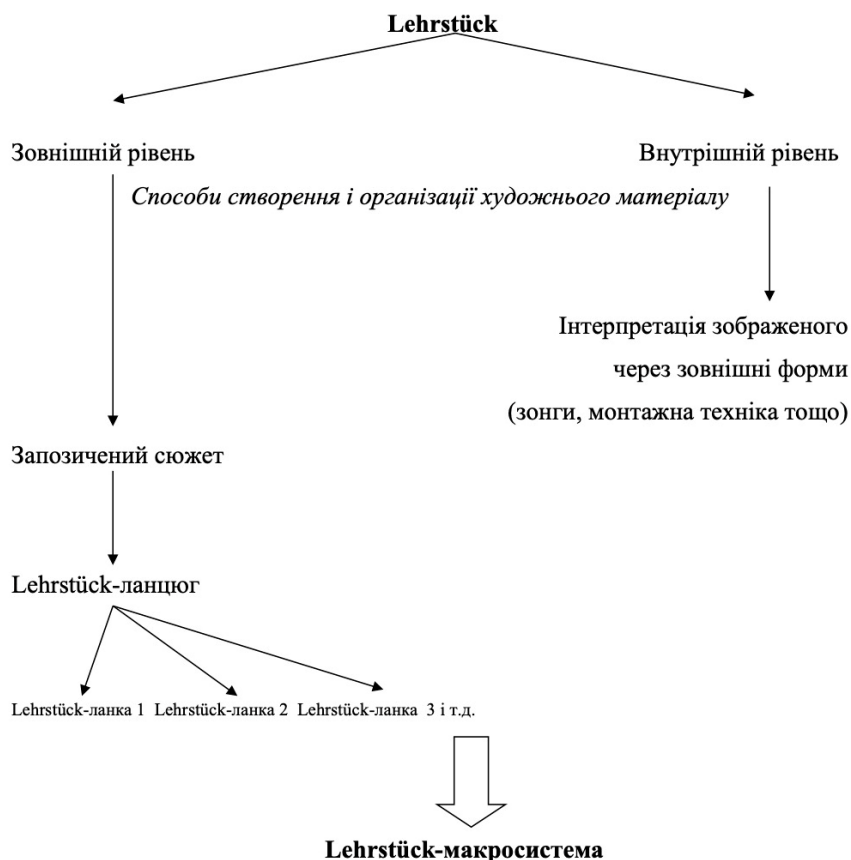 Lehrstück
Зовнішній рівень
Внутрішній рівень
Способи створення і організації художнього матеріалу
Інтерпретація зображеного
через зовнішні форми
(зонги, монтажна техніка тощо)
Запозичений сюжет
Lehrstück-ланцюг
Lehrstück-ланка 1 Lehrstück-ланка 2 Lehrstück-ланка 3 і т.д.
Lehrstück-макросистема